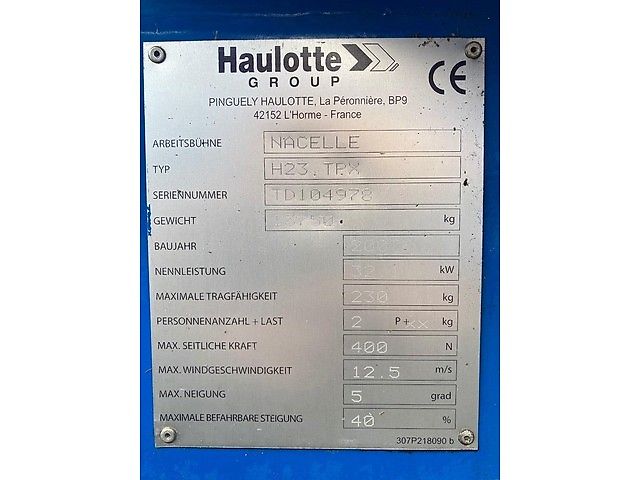 Haulotte
GROUP
CE
PINGUELY HAULOTTE, La Péronnière, BP9
42152 L'Horme - France
ARBEITSBÜHNE NACELLE
TYP H23 TPX
SERIENNUMMER TD104978
GEWICHT kg
BAUJAHR
NENNLEISTUNG 32 kW
MAXIMALE TRAGFÄHIGKEIT 230 kg
PERSONNENANZAHL + LAST 2 P + xx kg
MAX. SEITLICHE KRAFT 400 N
MAX. WINDGESCHWINDIGKEIT 12.5 m/s
MAX. NEIGUNG 5 grad
MAXIMALE BEFAHRBARE STEIGUNG 40 %
307P218090 b